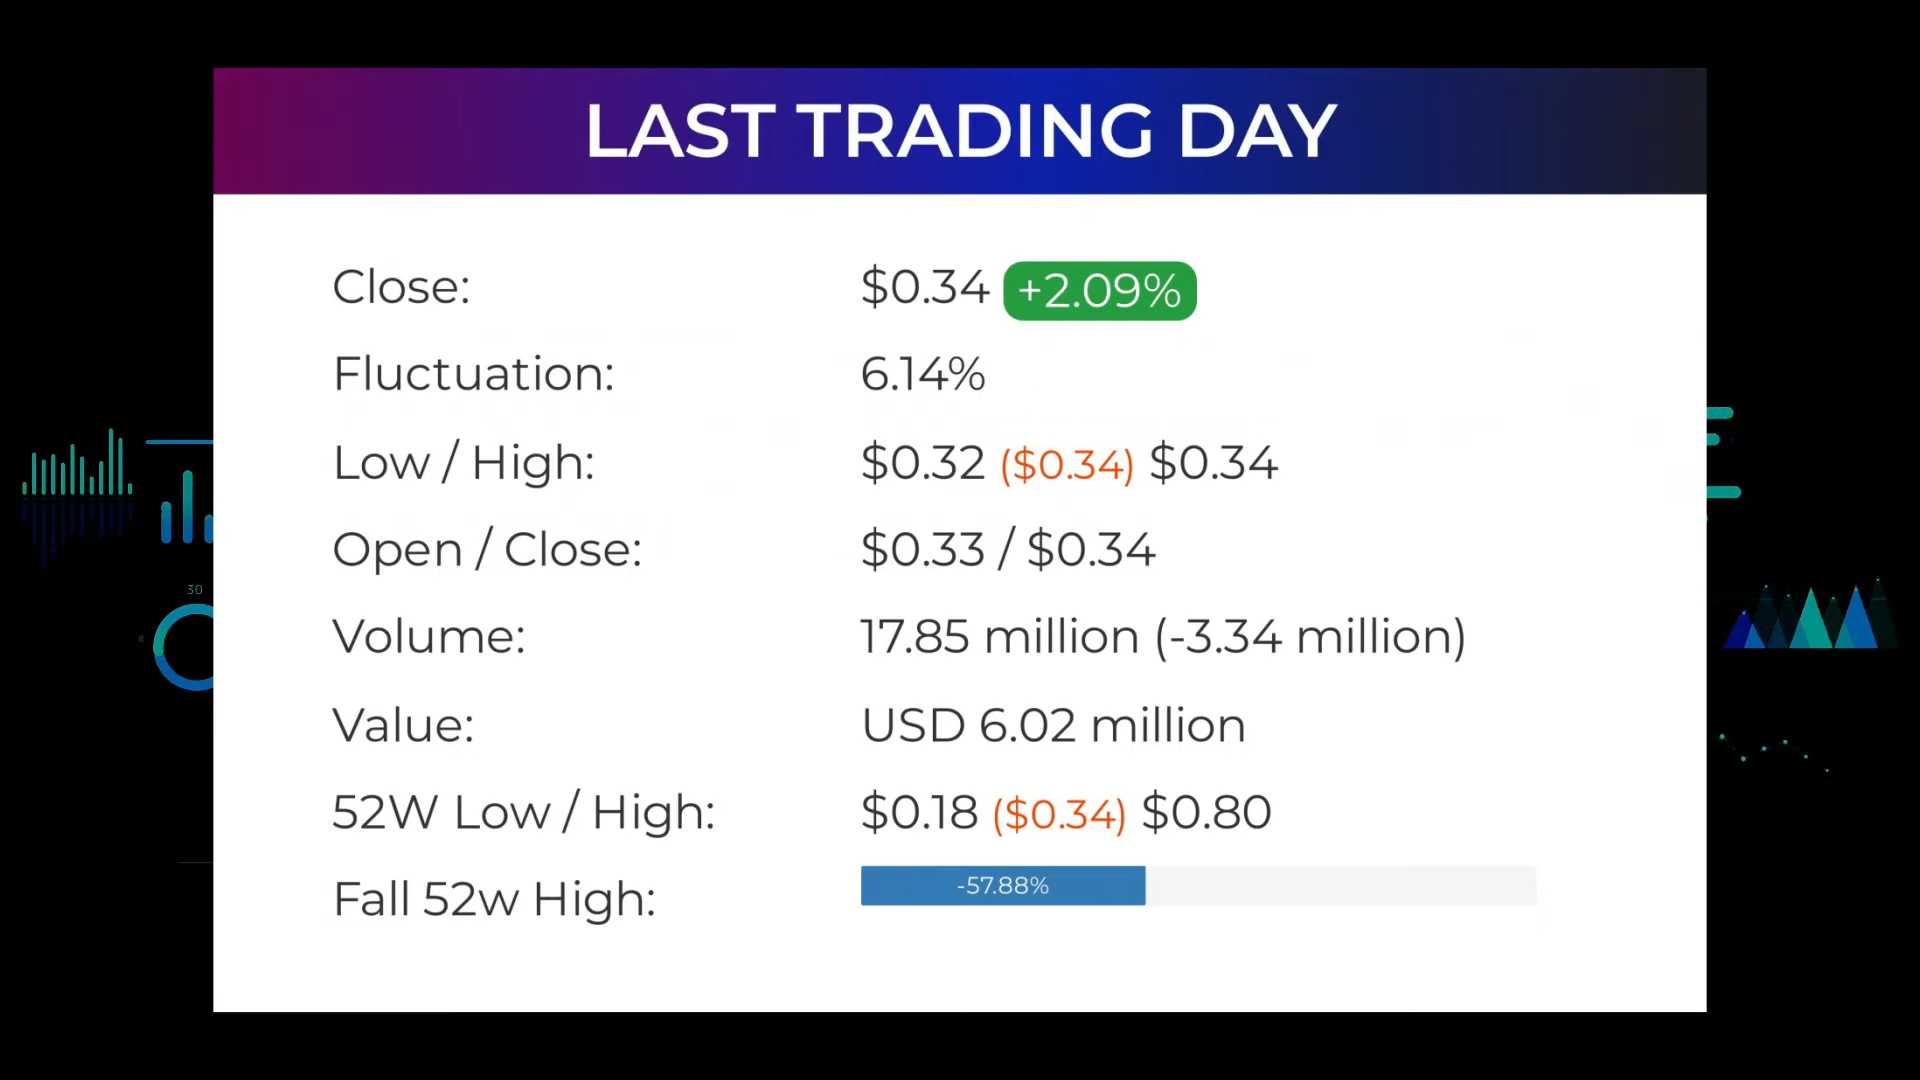 LAST TRADING DAY
Close: $0.34 +2.09%
Fluctuation: 6.14%
Low / High: $0.32 ($0.34) $0.34
Open / Close: $0.33 / $0.34
Volume: 17.85 million (-3.34 million)
30
Value: USD 6.02 million
52W Low / High: $0.18 ($0.34) $0.80
Fall 52w High: -57.88%